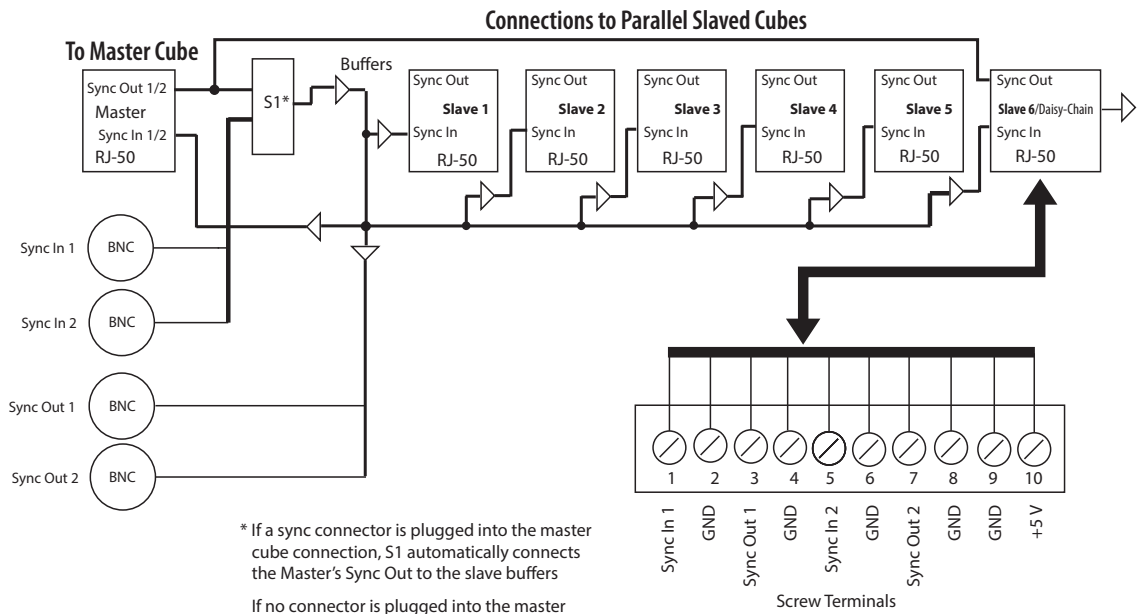 Connections to Parallel Slaved Cubes
To Master Cube
Buffers
Sync Out 1/2
Master
Sync In 1/2
RJ-50
S1*
Sync Out
Slave 1
Sync In
RJ-50
Sync Out
Slave 2
Sync In
RJ-50
Sync Out
Slave 3
Sync In
RJ-50
Sync Out
Slave 4
Sync In
RJ-50
Sync Out
Slave 5
Sync In
RJ-50
Sync Out
Slave 6/Daisy-Chain
Sync In
RJ-50
Sync In 1
BNC
Sync In 2
BNC
Sync Out 1
BNC
Sync Out 2
BNC
1 2 3 4 5 6 7 8 9 10
Sync In 1
GND
Sync Out 1
GND
Sync In 2
GND
Sync Out 2
GND
GND
+5 V
Screw Terminals
* If a sync connector is plugged into the master
cube connection, S1 automatically connects
the Master's Sync Out to the slave buffers
If no connector is plugged into the master